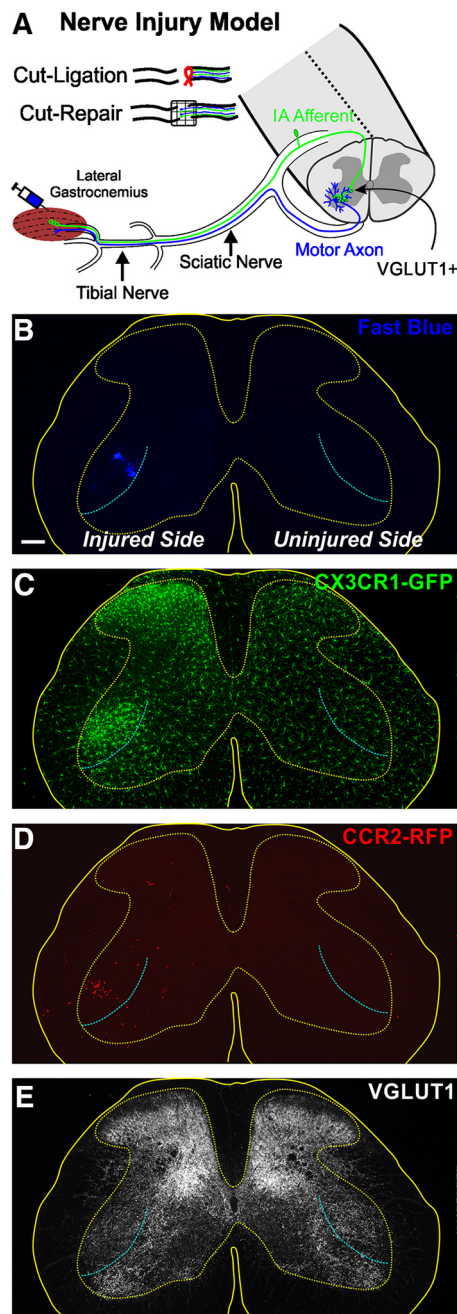 A Nerve Injury Model
Cut-Ligation
Cut-Repair
IA Afferent
Lateral
Gastrocnemius
Motor Axon
VGLUT1+
Sciatic Nerve
Tibial Nerve
B
Fast Blue
Injured Side
Uninjured Side
C
CX3CR1-GFP
D
CCR2-RFP
E
VGLUT1